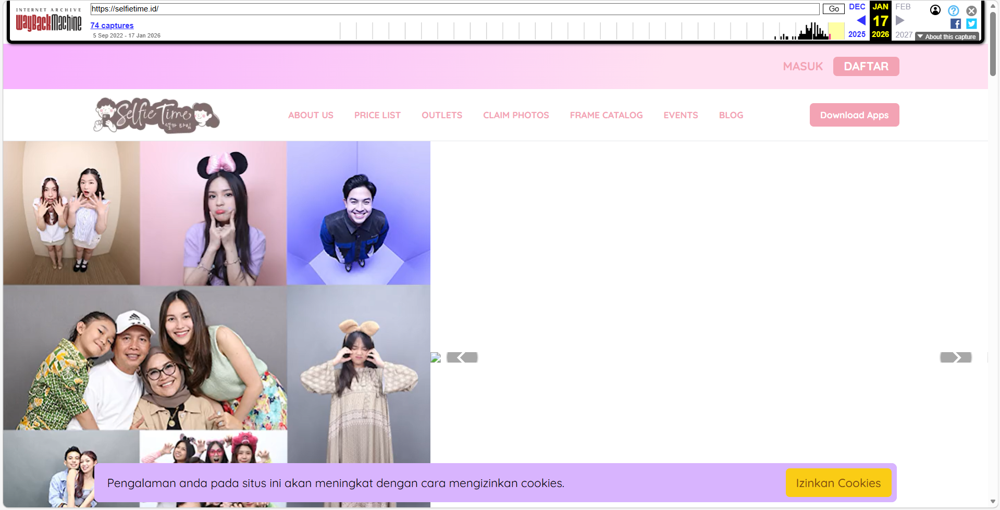 INTERNET ARCHIVE
WayBackMachine
https://selfietime.id/
Go
74 captures
5 Sep 2022 - 17 Jan 2026
DEC
JAN
FEB
17
2025
2026
2027
About this capture
MASUK
DAFTAR
Selfie Time
셀카 타임
ABOUT US
PRICE LIST
OUTLETS
CLAIM PHOTOS
FRAME CATALOG
EVENTS
BLOG
Download Apps
Pengalaman anda pada situs ini akan meningkat dengan cara mengizinkan cookies.
Izinkan Cookies